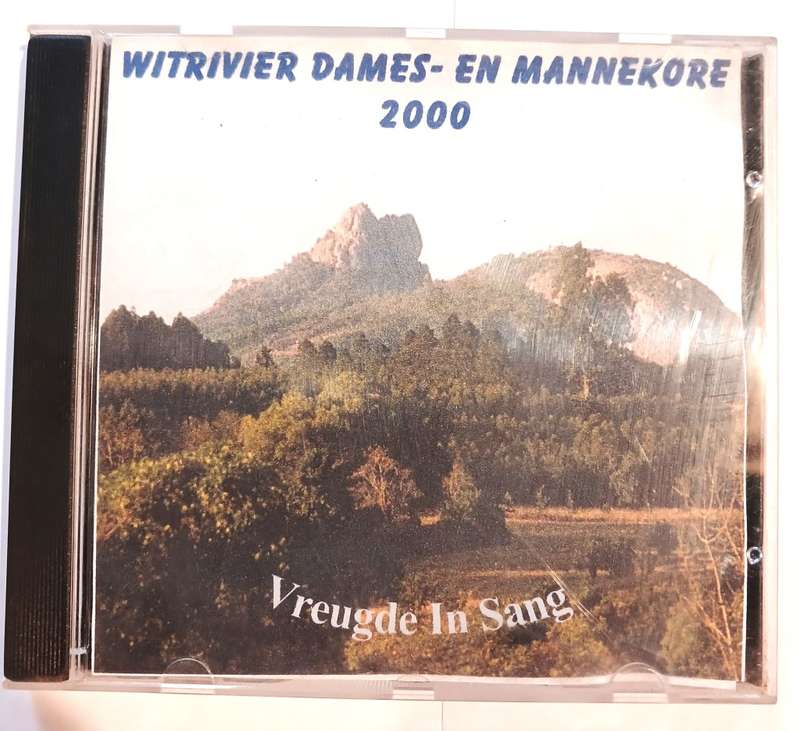 WITRIVIER DAMES- EN MANNEKORE
2000
Vreugde In Sang